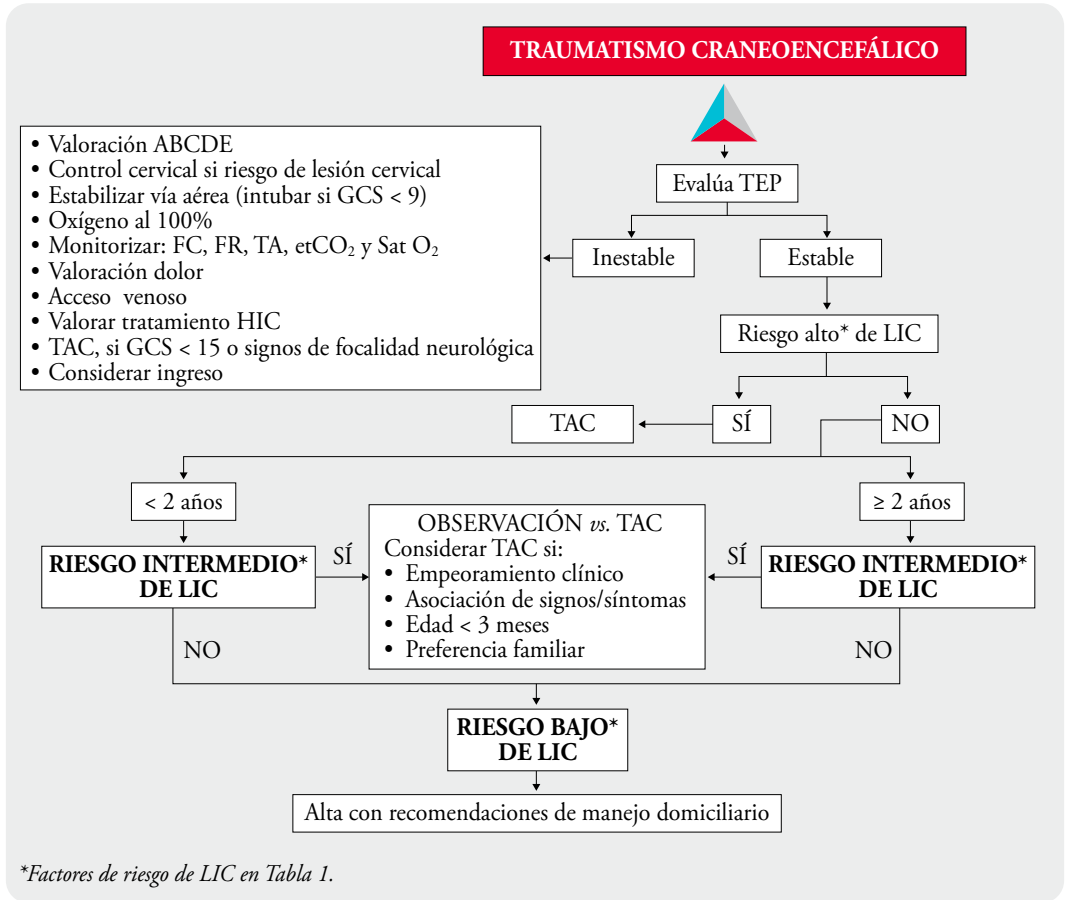 TRAUMATISMO CRANEOENCEFÁLICO
Evalúa TEP
Inestable
Estable
• Valoración ABCDE
• Control cervical si riesgo de lesión cervical
• Estabilizar vía aérea (intubar si GCS < 9)
• Oxígeno al 100%
• Monitorizar: FC, FR, TA, etCO₂ y Sat O₂
• Valoración dolor
• Acceso venoso
• Valorar tratamiento HIC
• TAC, si GCS < 15 o signos de focalidad neurológica
• Considerar ingreso
Riesgo alto* de LIC
TAC
SÍ
NO
< 2 años
≥ 2 años
RIESGO INTERMEDIO*
DE LIC
SÍ
OBSERVACIÓN vs. TAC
Considerar TAC si:
• Empeoramiento clínico
• Asociación de signos/síntomas
• Edad < 3 meses
• Preferencia familiar
SÍ
RIESGO INTERMEDIO*
DE LIC
NO
NO
RIESGO BAJO*
DE LIC
Alta con recomendaciones de manejo domiciliario
*Factores de riesgo de LIC en Tabla 1.